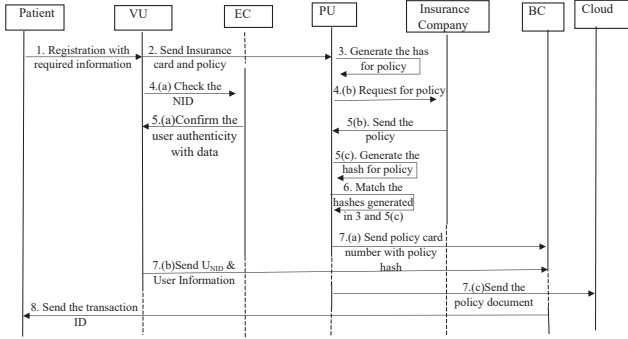 Patient
VU
EC
PU
Insurance
Company
BC
Cloud
1. Registration with
required information
2. Send Insurance
card and policy
3. Generate the has
for policy
4.(a) Check the
NID
4.(b) Request for policy
5.(a)Confirm the
user authenticity
with data
5(b). Send the
policy
5(c). Generate the
hash for policy
6. Match the
hashes generated
in 3 and 5(c)
7.(a) Send policy card
number with policy
hash
7.(b)Send UNID &
User Information
7.(c)Send the
policy document
8. Send the transaction
ID